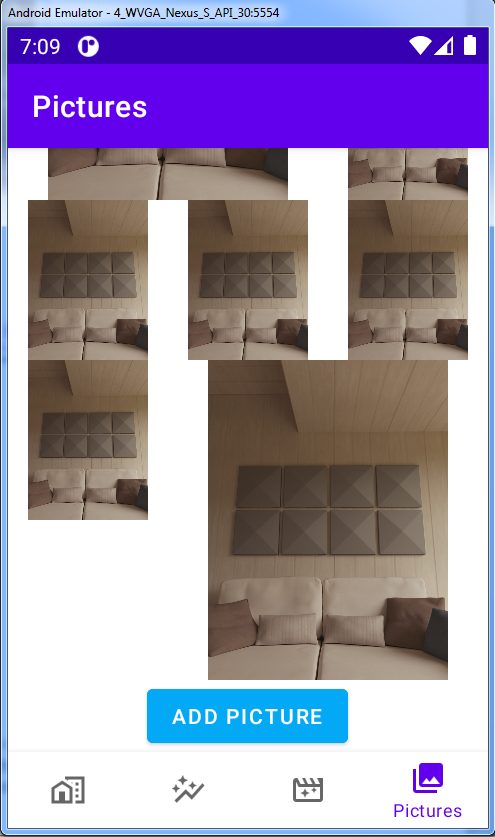 Android Emulator - 4_WVGA_Nexus_S_API_30:5554
7:09
Pictures
ADD PICTURE
Pictures